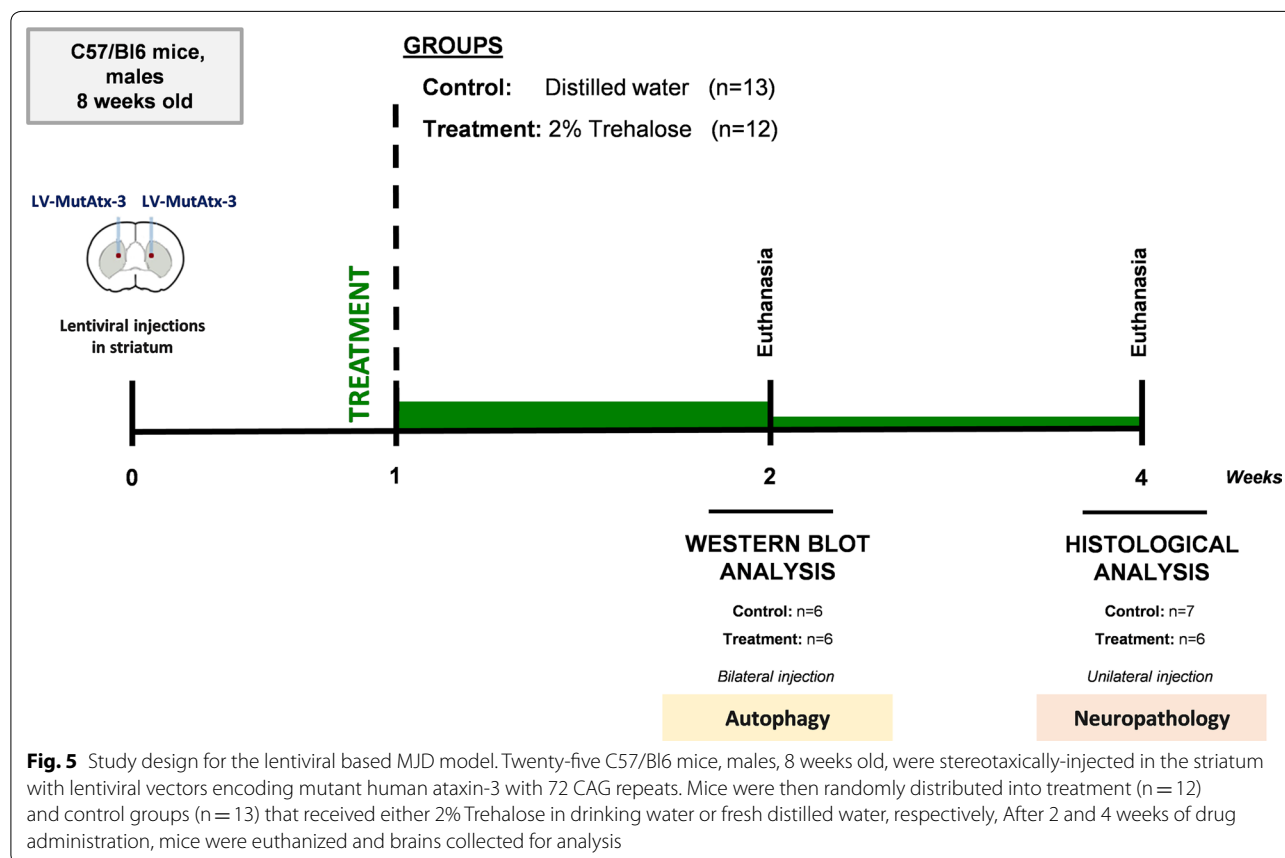 C57/Bl6 mice,
males
8 weeks old
GROUPS
Control: Distilled water (n=13)
Treatment: 2% Trehalose (n=12)
LV-MutAtx-3 LV-MutAtx-3
Lentiviral injections
in striatum
TREATMENT
Euthanasia
Euthanasia
0 1 2 4 Weeks
WESTERN BLOT
ANALYSIS
Control: n=6
Treatment: n=6
Bilateral injection
Autophagy
HISTOLOGICAL
ANALYSIS
Control: n=7
Treatment: n=6
Unilateral injection
Neuropathology
Fig. 5 Study design for the lentiviral based MJD model. Twenty-five C57/Bl6 mice, males, 8 weeks old, were stereotaxically-injected in the striatum
with lentiviral vectors encoding mutant human ataxin-3 with 72 CAG repeats. Mice were then randomly distributed into treatment (n = 12)
and control groups (n = 13) that received either 2% Trehalose in drinking water or fresh distilled water, respectively, After 2 and 4 weeks of drug
administration, mice were euthanized and brains collected for analysis